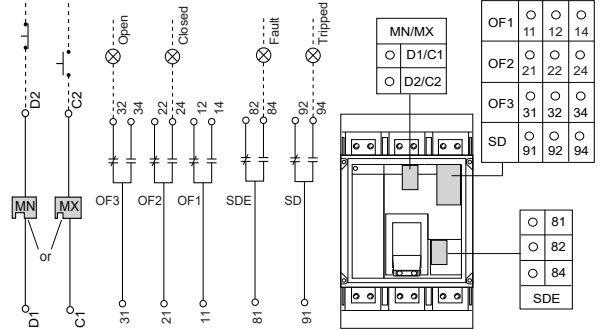 Open
Closed
Fault
Tripped
D2
C2
32
34
22
24
12
14
82
84
92
94
MN
MX
or
OF3
OF2
OF1
SDE
SD
D1
C1
31
21
11
81
91
MN/MX
D1/C1
D2/C2
OF1
11 12 14
OF2
21 22 24
OF3
31 32 34
SD
91 92 94
81
82
84
SDE